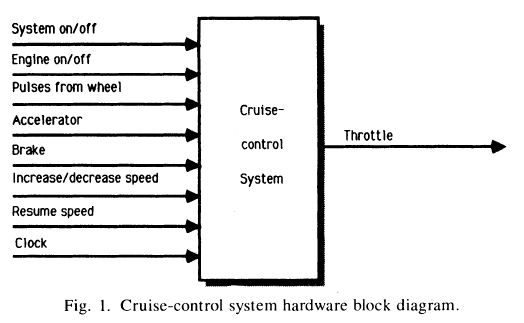 System on/off
Engine on/off
Pulses from wheel
Accelerator
Brake
Increase/decrease speed
Resume speed
Clock
Cruise-
control
System
Throttle
Fig. 1. Cruise-control system hardware block diagram.